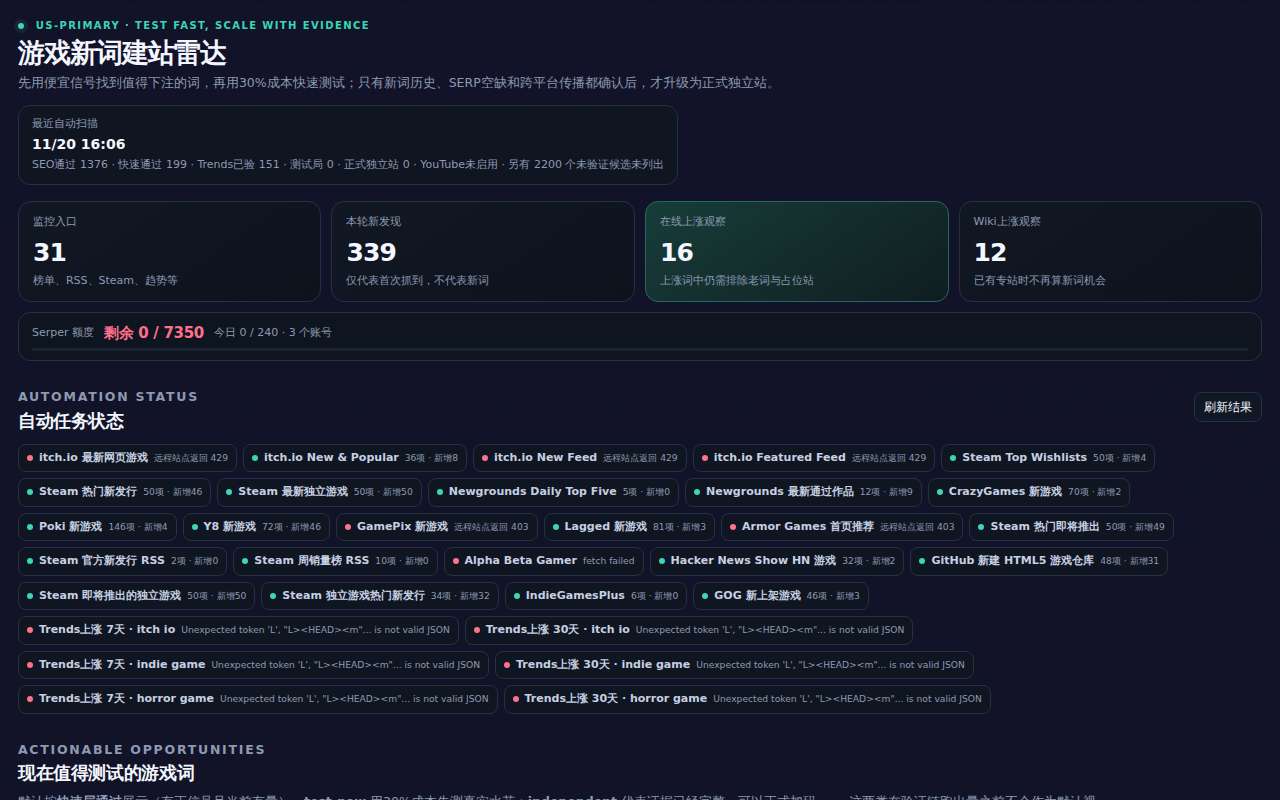 US-PRIMARY · TEST FAST, SCALE WITH EVIDENCE
游戏新词建站雷达
先用便宜信号找到值得下注的词，再用30%成本快速测试；只有新词历史、SERP空缺和跨平台传播都确认后，才升级为正式独立站。
最近自动扫描
11/20 16:06
SEO通过 1376 · 快速通过 199 · Trends已验 151 · 测试局 0 · 正式独立站 0 · YouTube未启用 · 另有 2200 个未验证候选未列出
监控入口
31
榜单、RSS、Steam、趋势等
本轮新发现
339
仅代表首次抓到，不代表新词
在线上涨观察
16
上涨词中仍需排除老词与占位站
Wiki上涨观察
12
已有专站时不再算新词机会
Serper 额度 剩余 0 / 7350 今日 0 / 240 · 3 个账号
AUTOMATION STATUS
自动任务状态
刷新结果
itch.io 最新网页游戏 远程站点返回 429
itch.io New & Popular 36项 · 新增8
itch.io New Feed 远程站点返回 429
itch.io Featured Feed 远程站点返回 429
Steam Top Wishlists 50项 · 新增4
Steam 热门新发行 50项 · 新增46
Steam 最新独立游戏 50项 · 新增50
Newgrounds Daily Top Five 5项 · 新增0
Newgrounds 最新通过作品 12项 · 新增9
CrazyGames 新游戏 70项 · 新增2
Poki 新游戏 146项 · 新增4
Y8 新游戏 72项 · 新增46
GamePix 新游戏 远程站点返回 403
Lagged 新游戏 81项 · 新增3
Armor Games 首页推荐 远程站点返回 403
Steam 热门即将推出 50项 · 新增49
Steam 官方新发行 RSS 2项 · 新增0
Steam 周销量榜 RSS 10项 · 新增0
Alpha Beta Gamer fetch failed
Hacker News Show HN 游戏 32项 · 新增2
GitHub 新建 HTML5 游戏仓库 48项 · 新增31
Steam 即将推出的独立游戏 50项 · 新增50
Steam 独立游戏热门新发行 34项 · 新增32
IndieGamesPlus 6项 · 新增0
GOG 新上架游戏 46项 · 新增3
Trends上涨 7天 · itch io Unexpected token 'L', "L><HEAD><m"... is not valid JSON
Trends上涨 30天 · itch io Unexpected token 'L', "L><HEAD><m"... is not valid JSON
Trends上涨 7天 · indie game Unexpected token 'L', "L><HEAD><m"... is not valid JSON
Trends上涨 30天 · indie game Unexpected token 'L', "L><HEAD><m"... is not valid JSON
Trends上涨 7天 · horror game Unexpected token 'L', "L><HEAD><m"... is not valid JSON
Trends上涨 30天 · horror game Unexpected token 'L', "L><HEAD><m"... is not valid JSON
ACTIONABLE OPPORTUNITIES
现在值得测试的游戏词